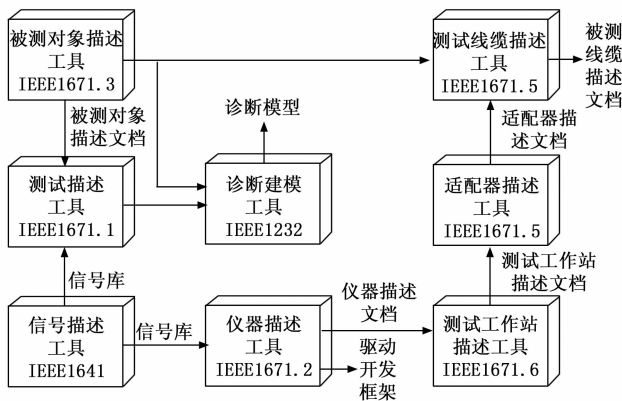 被测对象描述
工具
IEEE1671.3
测试线缆描述
工具
IEEE1671.5
被测
线缆
描述
文档
被测对象
描述文档
诊断模型
适配器描
述文档
测试描述
工具
IEEE1671.1
诊断建模
工具
IEEE1232
适配器描述
工具
IEEE1671.5
信号库
测试工作站
描述文档
信号描述
工具
IEEE1641
信号库
仪器描述
工具
IEEE1671.2
仪器描述
文档
驱动
开发
框架
测试工作站
描述工具
IEEE1671.6